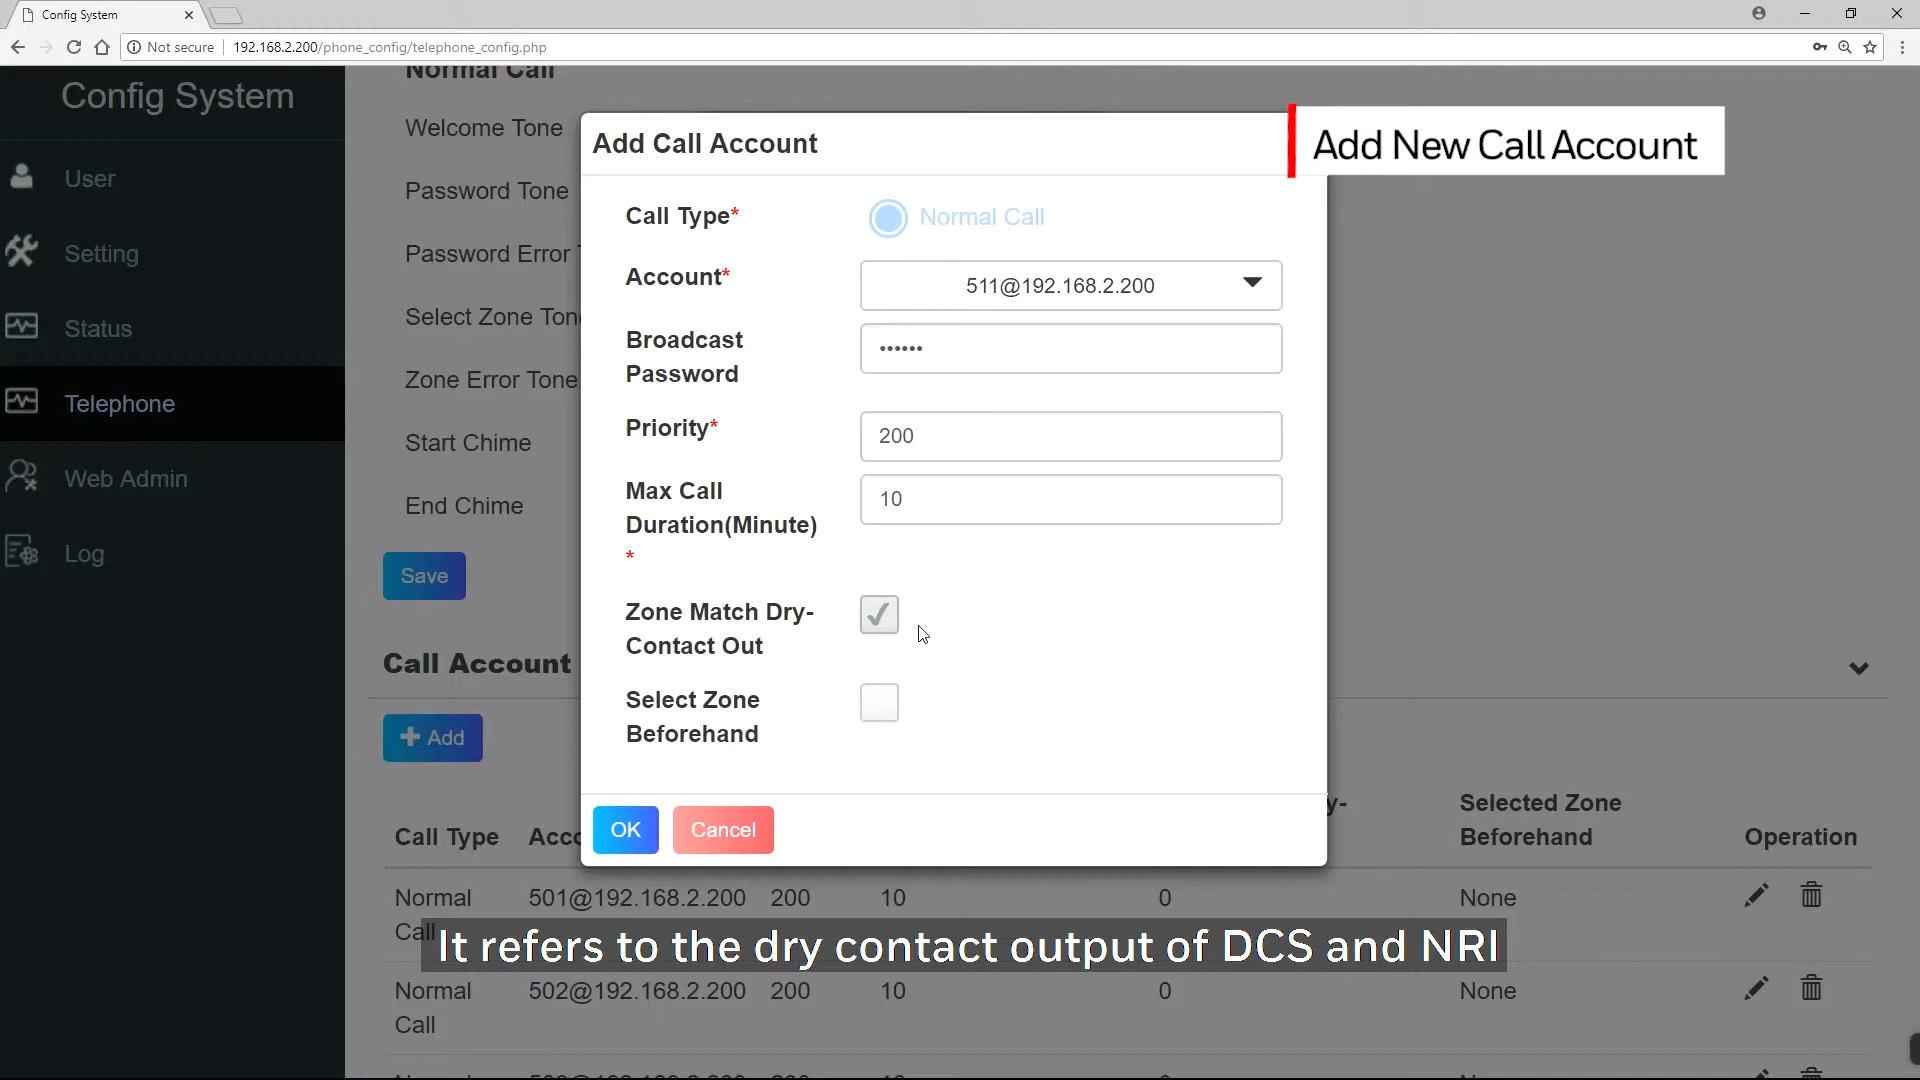 Config System
Not secure
192.168.2.200/phone_config/telephone_config.php
Config System
User
Setting
Status
Telephone
Web Admin
Log
Normal Call
Welcome Tone
Password Tone
Password Error
Select Zone Ton
Zone Error Tone
Start Chime
End Chime
Save
Call Account
Add
Add Call Account
Add New Call Account
Call Type*
Normal Call
Account*
511@192.168.2.200
Broadcast
Password
••••••
Priority*
200
Max Call
Duration(Minute)
*
10
Zone Match Dry-
Contact Out
Select Zone
Beforehand
OK
Cancel
Call Type
Acco
y-
Selected Zone
Beforehand
Operation
Normal
Call
501@192.168.2.200
200
10
0
None
It refers to the dry contact output of DCS and NRI
Normal
Call
502@192.168.2.200
200
10
0
None